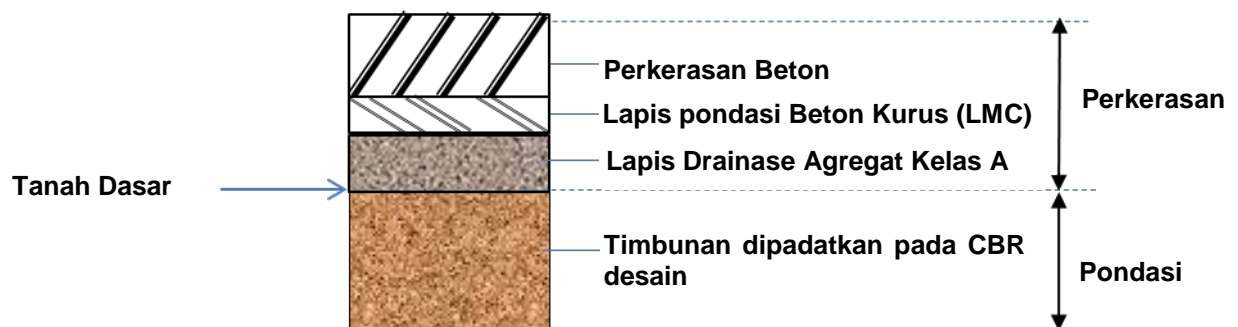 Perkerasan Beton
Lapis pondasi Beton Kurus (LMC)
Lapis Drainase Agregat Kelas A
Perkerasan
Tanah Dasar
Timbunan dipadatkan pada CBR
desain
Pondasi